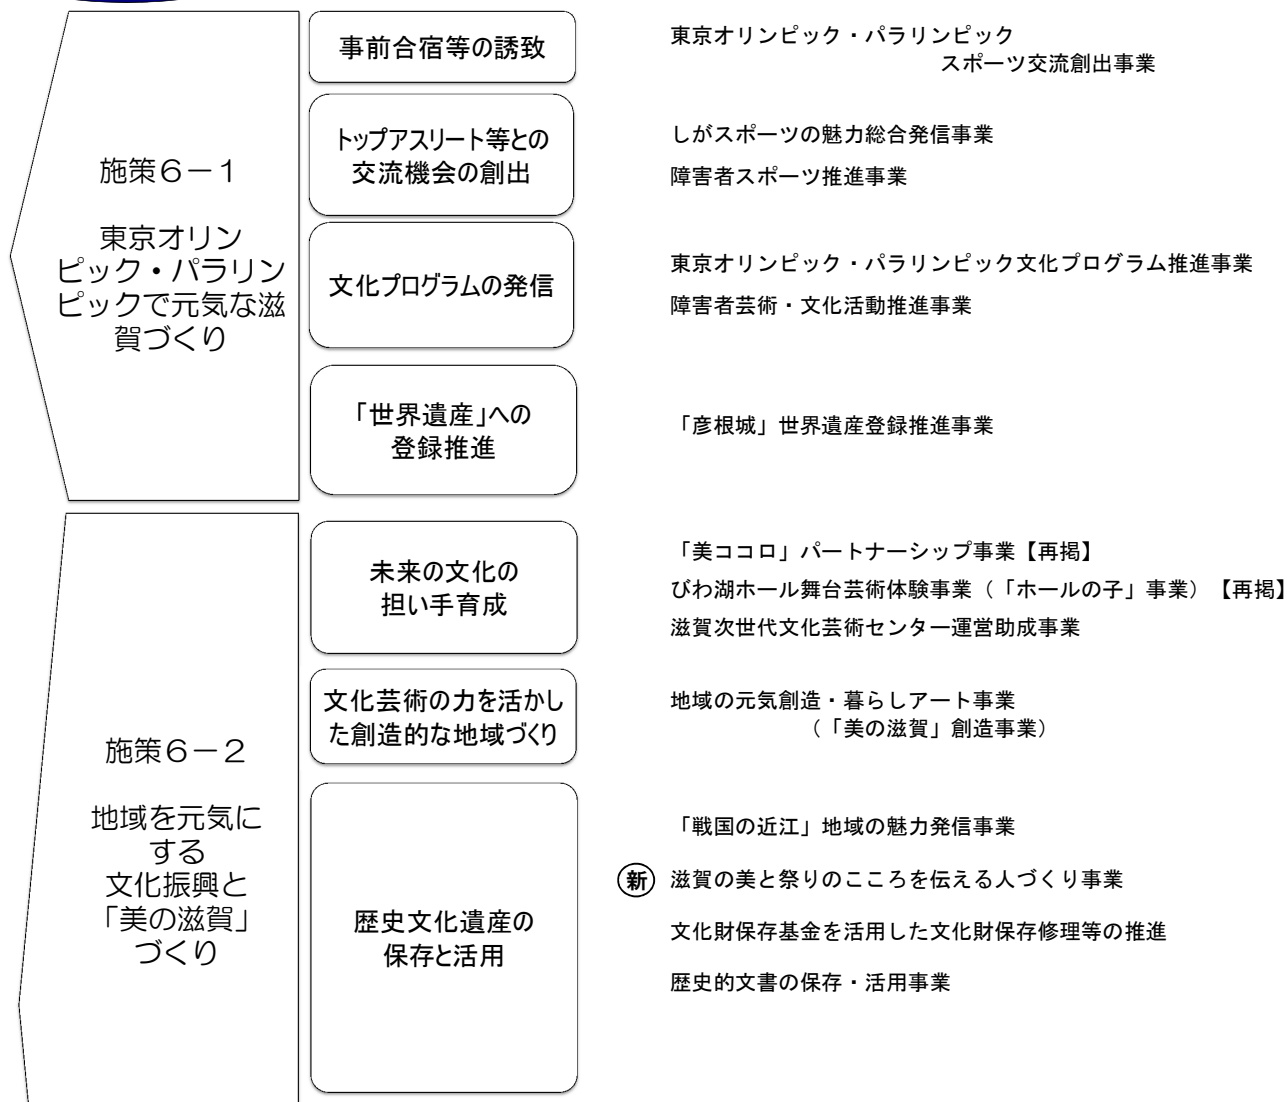 施策６－１
東京オリン
ピック・パラリン
ピックで元気な滋
賀づくり
事前合宿等の誘致
東京オリンピック・パラリンピック
スポーツ交流創出事業
トップアスリート等との
交流機会の創出
しがスポーツの魅力総合発信事業
障害者スポーツ推進事業
文化プログラムの発信
東京オリンピック・パラリンピック文化プログラム推進事業
障害者芸術・文化活動推進事業
「世界遺産」への
登録推進
「彦根城」世界遺産登録推進事業
施策６－２
地域を元気に
する
文化振興と
「美の滋賀」
づくり
未来の文化の
担い手育成
「美ココロ」パートナーシップ事業【再掲】
びわ湖ホール舞台芸術体験事業（「ホールの子」事業）【再掲】
滋賀次世代文化芸術センター運営助成事業
文化芸術の力を活かし
た創造的な地域づくり
地域の元気創造・暮らしアート事業
（「美の滋賀」創造事業）
歴史文化遺産の
保存と活用
「戦国の近江」地域の魅力発信事業
新 滋賀の美と祭りのこころを伝える人づくり事業
文化財保存基金を活用した文化財保存修理等の推進
歴史的文書の保存・活用事業